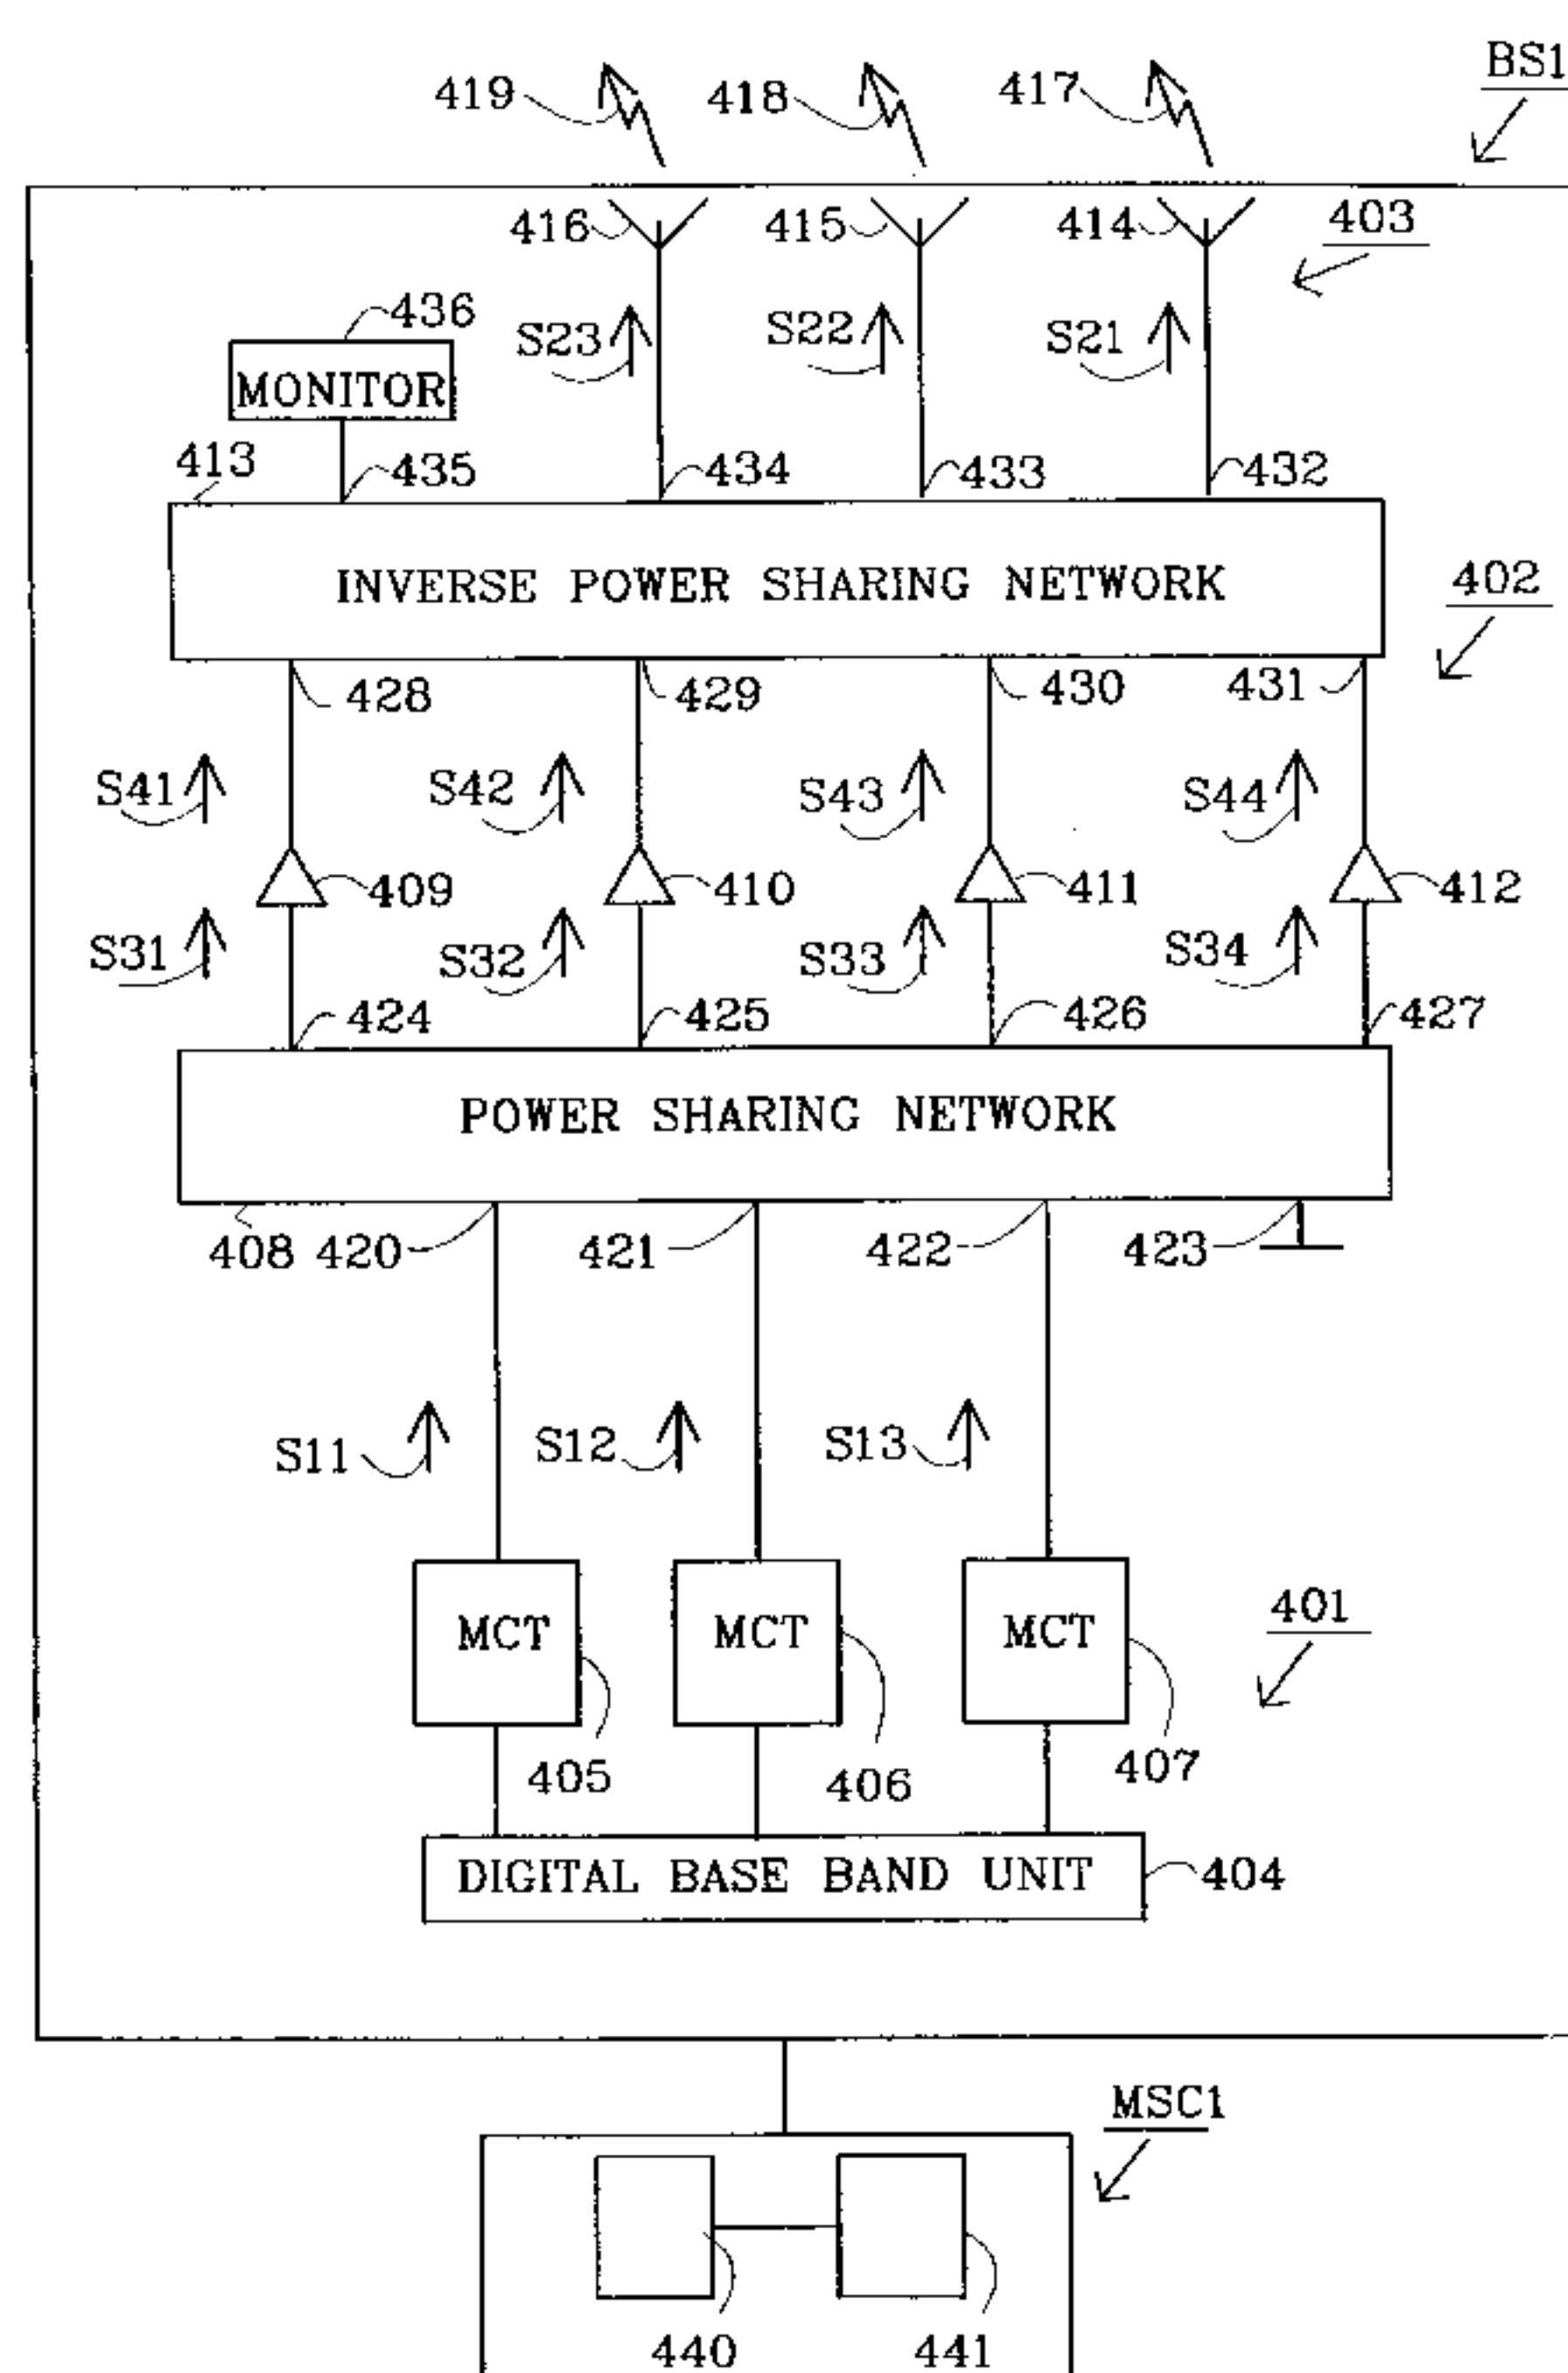 BS1
419 418 417
416 415 414 403
436 S23 S22 S21
MONITOR
413 435 434 433 432
INVERSE POWER SHARING NETWORK
402
428 429 430 431
S41 S42 S43 S44
409 410 411 412
S31 S32 S33 S34
424 425 426 427
POWER SHARING NETWORK
408 420 421 422 423
S11 S12 S13
MCT MCT MCT 401
405 406 407
DIGITAL BASE BAND UNIT 404
MSC1
440 441